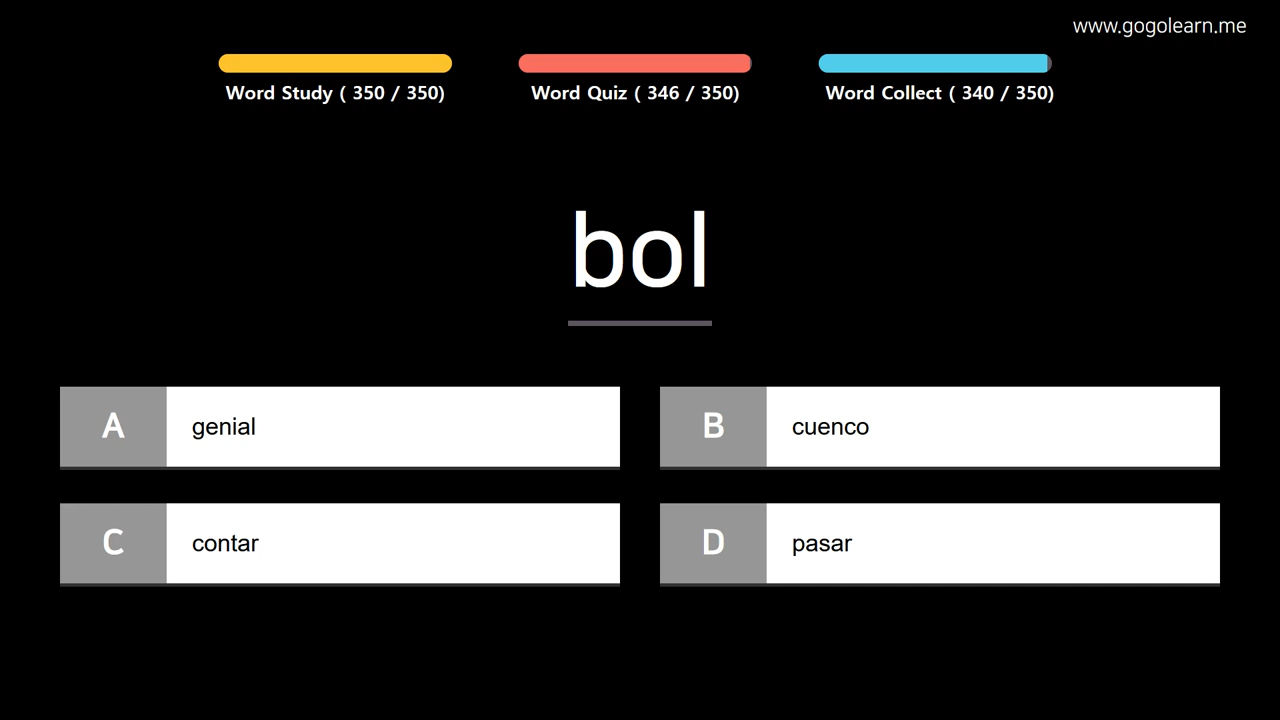 www.gogolearn.me
Word Study ( 350 / 350)
Word Quiz ( 346 / 350)
Word Collect ( 340 / 350)
bol
A genial
B cuenco
C contar
D pasar